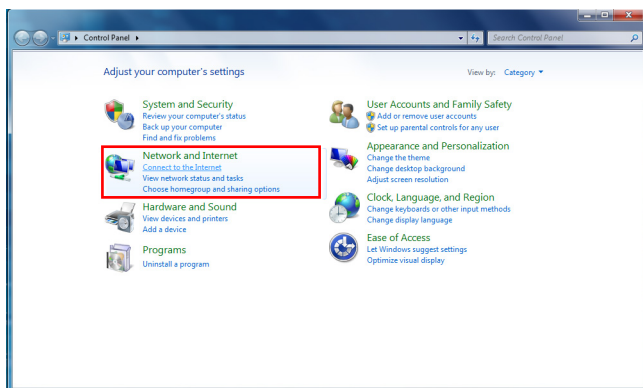 Control Panel
Search Control Panel
Adjust your computer's settings
View by: Category
System and Security
Review your computer's status
Back up your computer
Find and fix problems
Network and Internet
Connect to the Internet
View network status and tasks
Choose homegroup and sharing options
Hardware and Sound
View devices and printers
Add a device
Programs
Uninstall a program
User Accounts and Family Safety
Add or remove user accounts
Set up parental controls for any user
Appearance and Personalization
Change the theme
Change desktop background
Adjust screen resolution
Clock, Language, and Region
Change keyboards or other input methods
Change display language
Ease of Access
Let Windows suggest settings
Optimize visual display